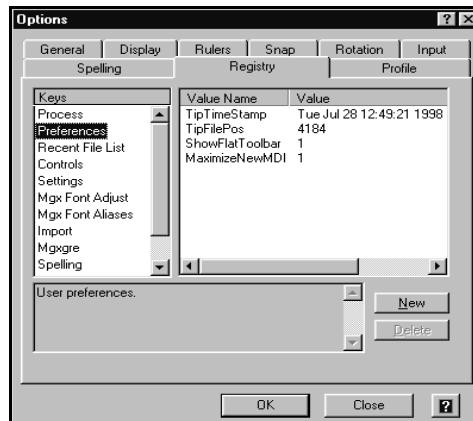 Options
General Display Rulers Snap Rotation Input
Spelling Registry Profile
Keys
Process
Preferences
Recent File List
Controls
Settings
Mgx Font Adjust
Mgx Font Aliases
Import
Mgxgre
Spelling
Value Name Value
TipTimeStamp Tue Jul 28 12:49:21 1998
TipFilePos 4184
ShowFlatToolbar 1
MaximizeNewMDI 1
User preferences.
New
Delete
OK Close ?